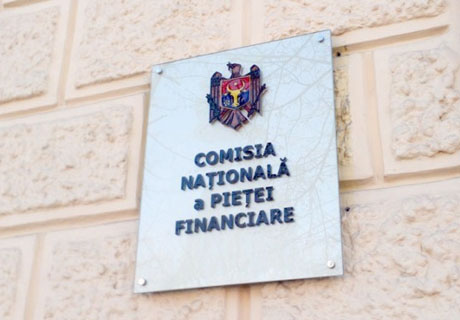 COMISIA
NAȚIONALĂ
a PIEȚEI
FINANCIARE